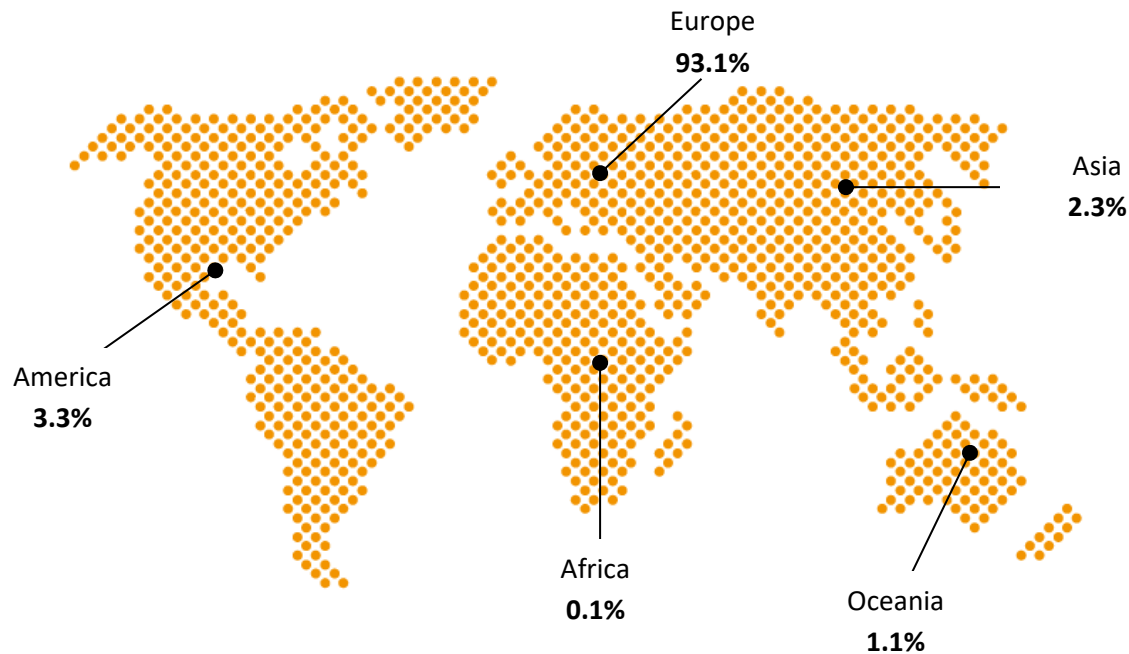 Europe
93.1%
Asia
2.3%
America
3.3%
Africa
0.1%
Oceania
1.1%